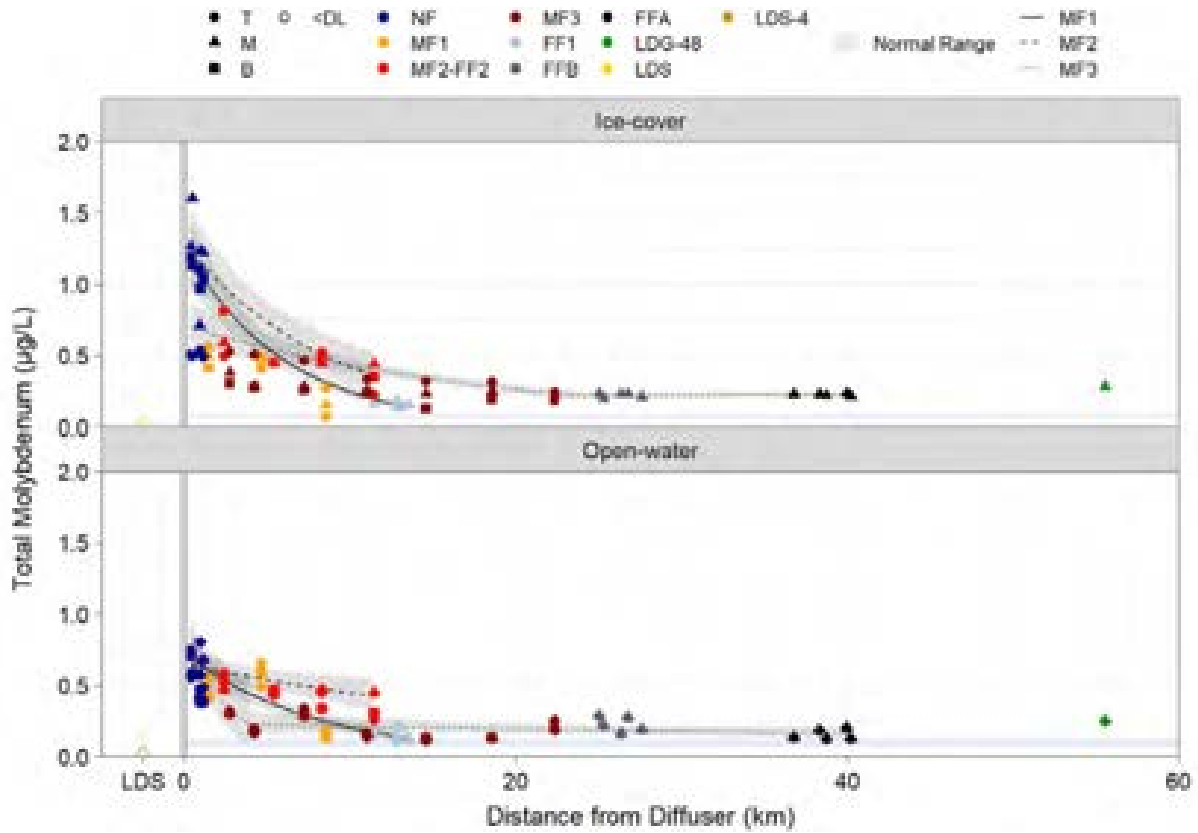 T <DL NF MF3 FFA LDS-4 MF1
M MF1 FF1 LDG-48 Normal Range MF2
B MF2-FF2 FFB LDS MF3
Ice-cover
2.0
1.5
1.0
0.5
0.0
Open-water
2.0
1.5
1.0
0.5
0.0
Total Molybdenum (µg/L)
LDS 0 20 40 60
Distance from Diffuser (km)